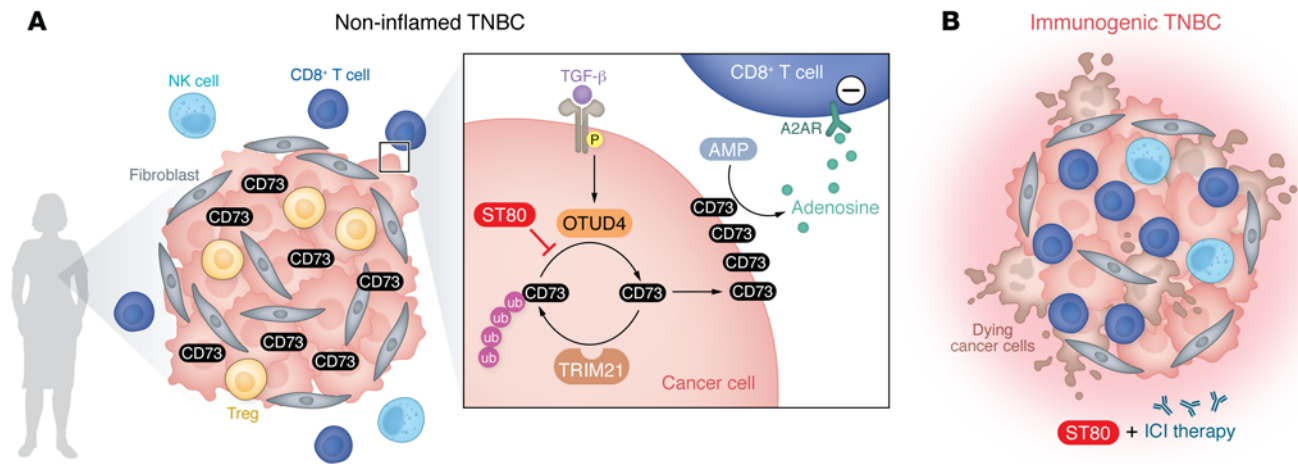 A
Non-inflamed TNBC
NK cell
CD8+ T cell
Fibroblast
CD73
CD73
CD73
CD73
CD73
CD73
CD73
Treg
TGF-β
P
ST80
OTUD4
CD73
CD73
ub
ub
ub
ub
TRIM21
Cancer cell
CD8+ T cell
−
A2AR
AMP
CD73
CD73
CD73
CD73
Adenosine
B
Immunogenic TNBC
Dying
cancer cells
ST80 + ICI therapy